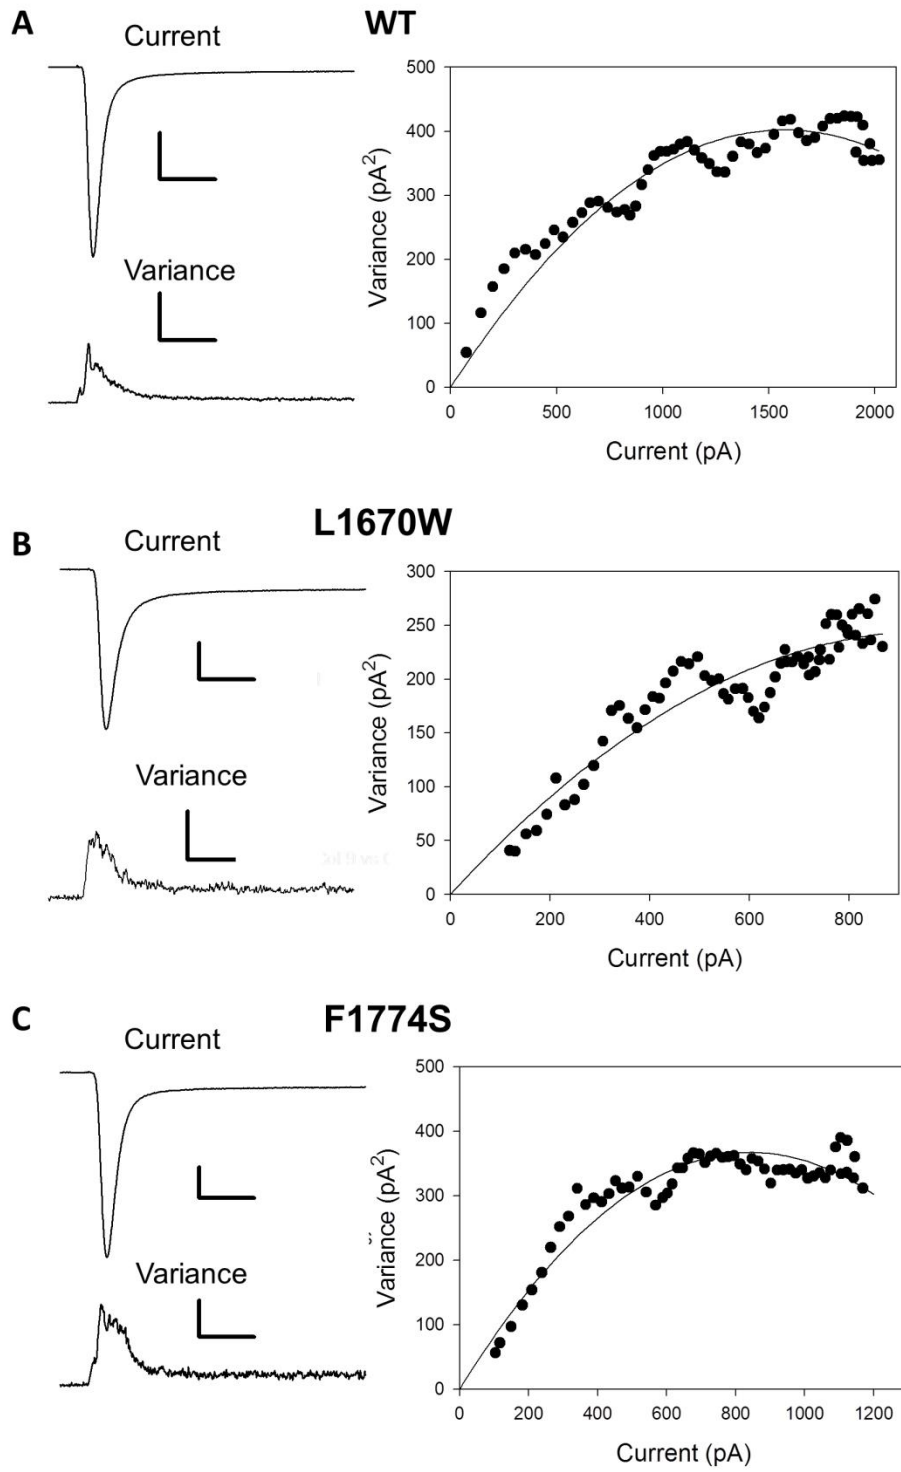 A
WT
Current
Variance
500
400
300
200
100
0
Variance (pA²)
0 500 1000 1500 2000
Current (pA)
L1670W
B
Current
Variance
300
250
200
150
100
50
0
Variance (pA²)
0 200 400 600 800
Current (pA)
F1774S
C
Current
Variance
500
400
300
200
100
0
Variance (pA²)
0 200 400 600 800 1000 1200
Current (pA)